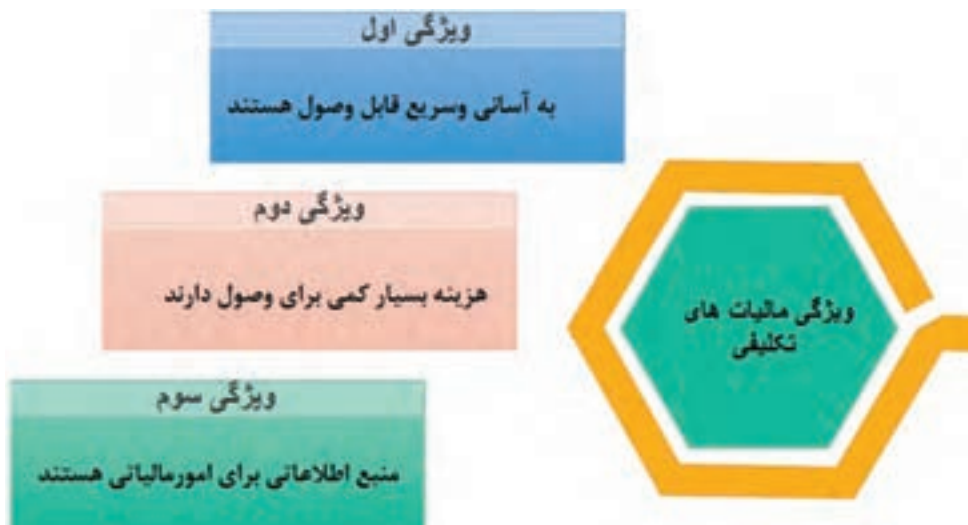 ویژگی اول
به آسانی وسریع قابل وصول هستند
ویژگی دوم
هزینه بسیار کمی برای وصول دارند
ویژگی سوم
منبع اطلاعاتی برای امورمالیاتی هستند
ویژگی مالیات های
تکلیفی